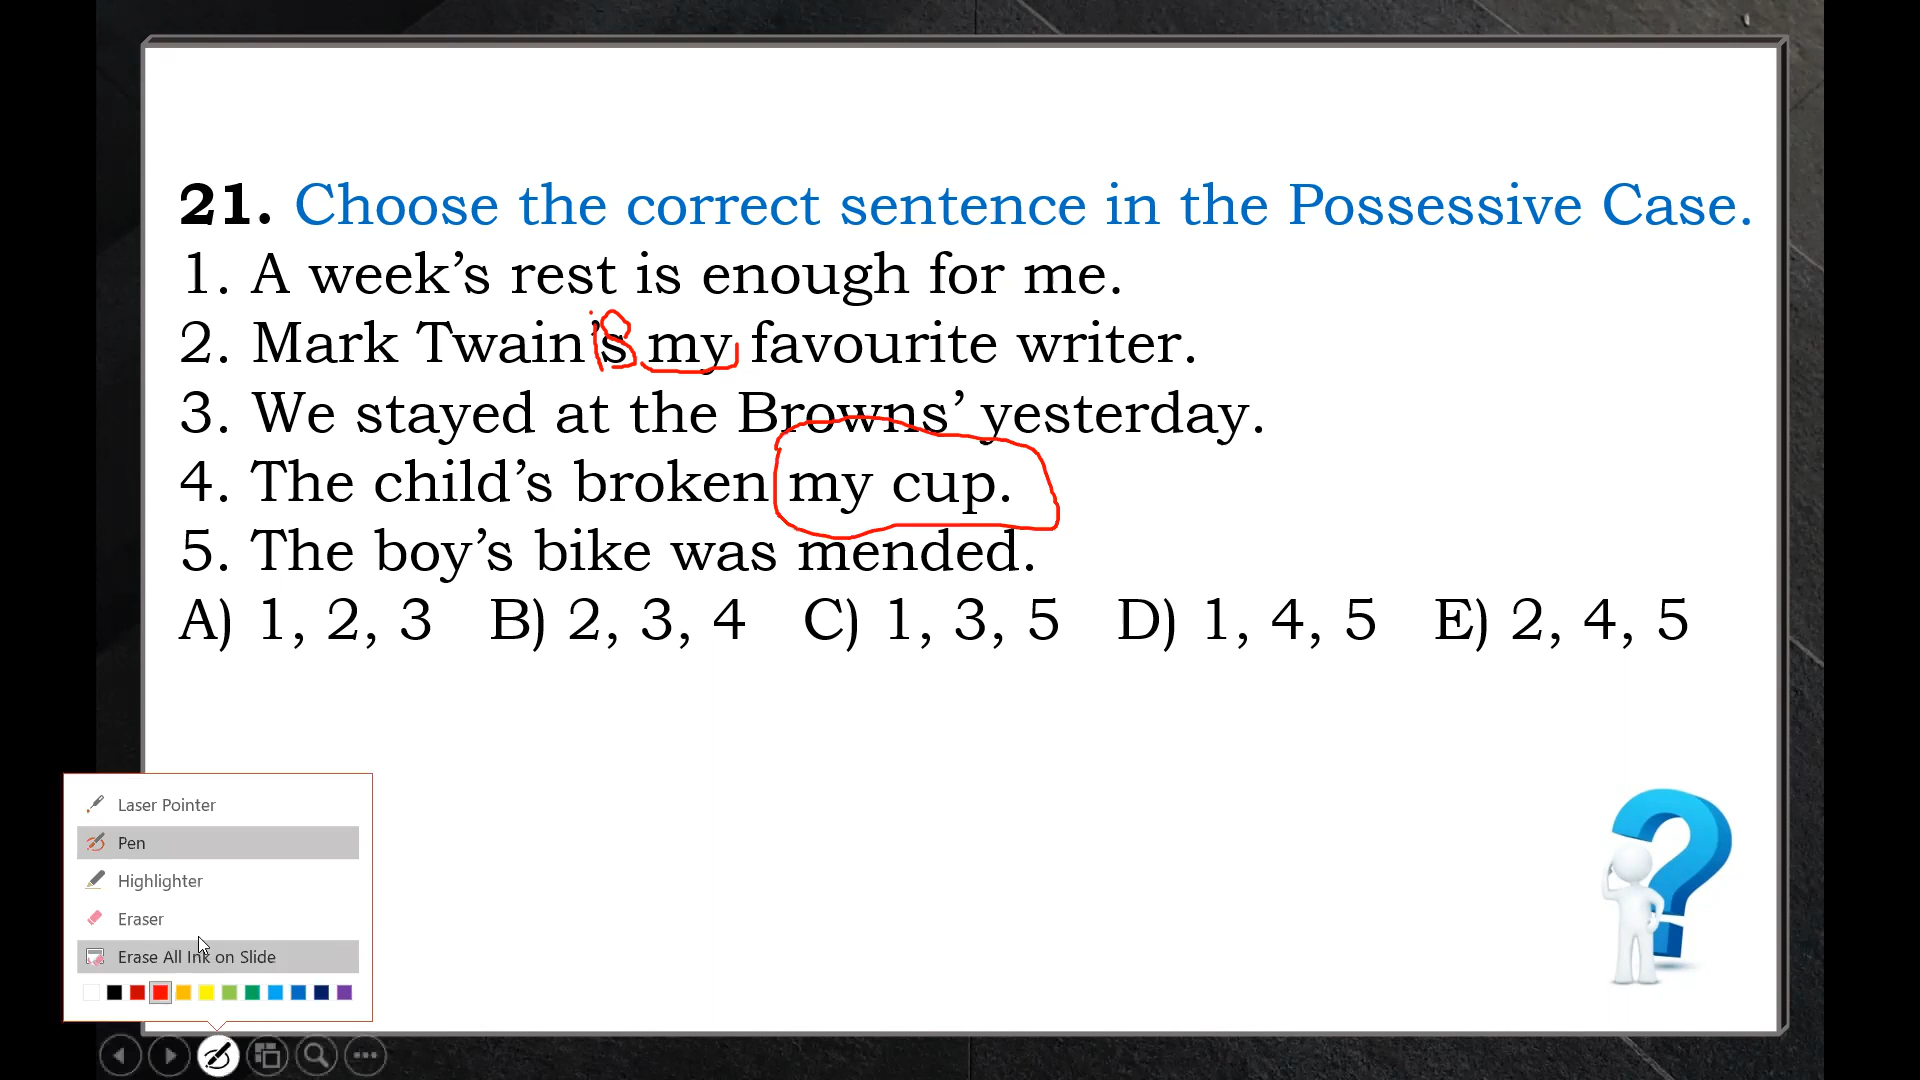 21. Choose the correct sentence in the Possessive Case.
1. A week’s rest is enough for me.
2. Mark Twain’s my favourite writer.
3. We stayed at the Browns’ yesterday.
4. The child’s broken my cup.
5. The boy’s bike was mended.
A) 1, 2, 3 B) 2, 3, 4 C) 1, 3, 5 D) 1, 4, 5 E) 2, 4, 5
Laser Pointer
Pen
Highlighter
Eraser
Erase All Ink on Slide